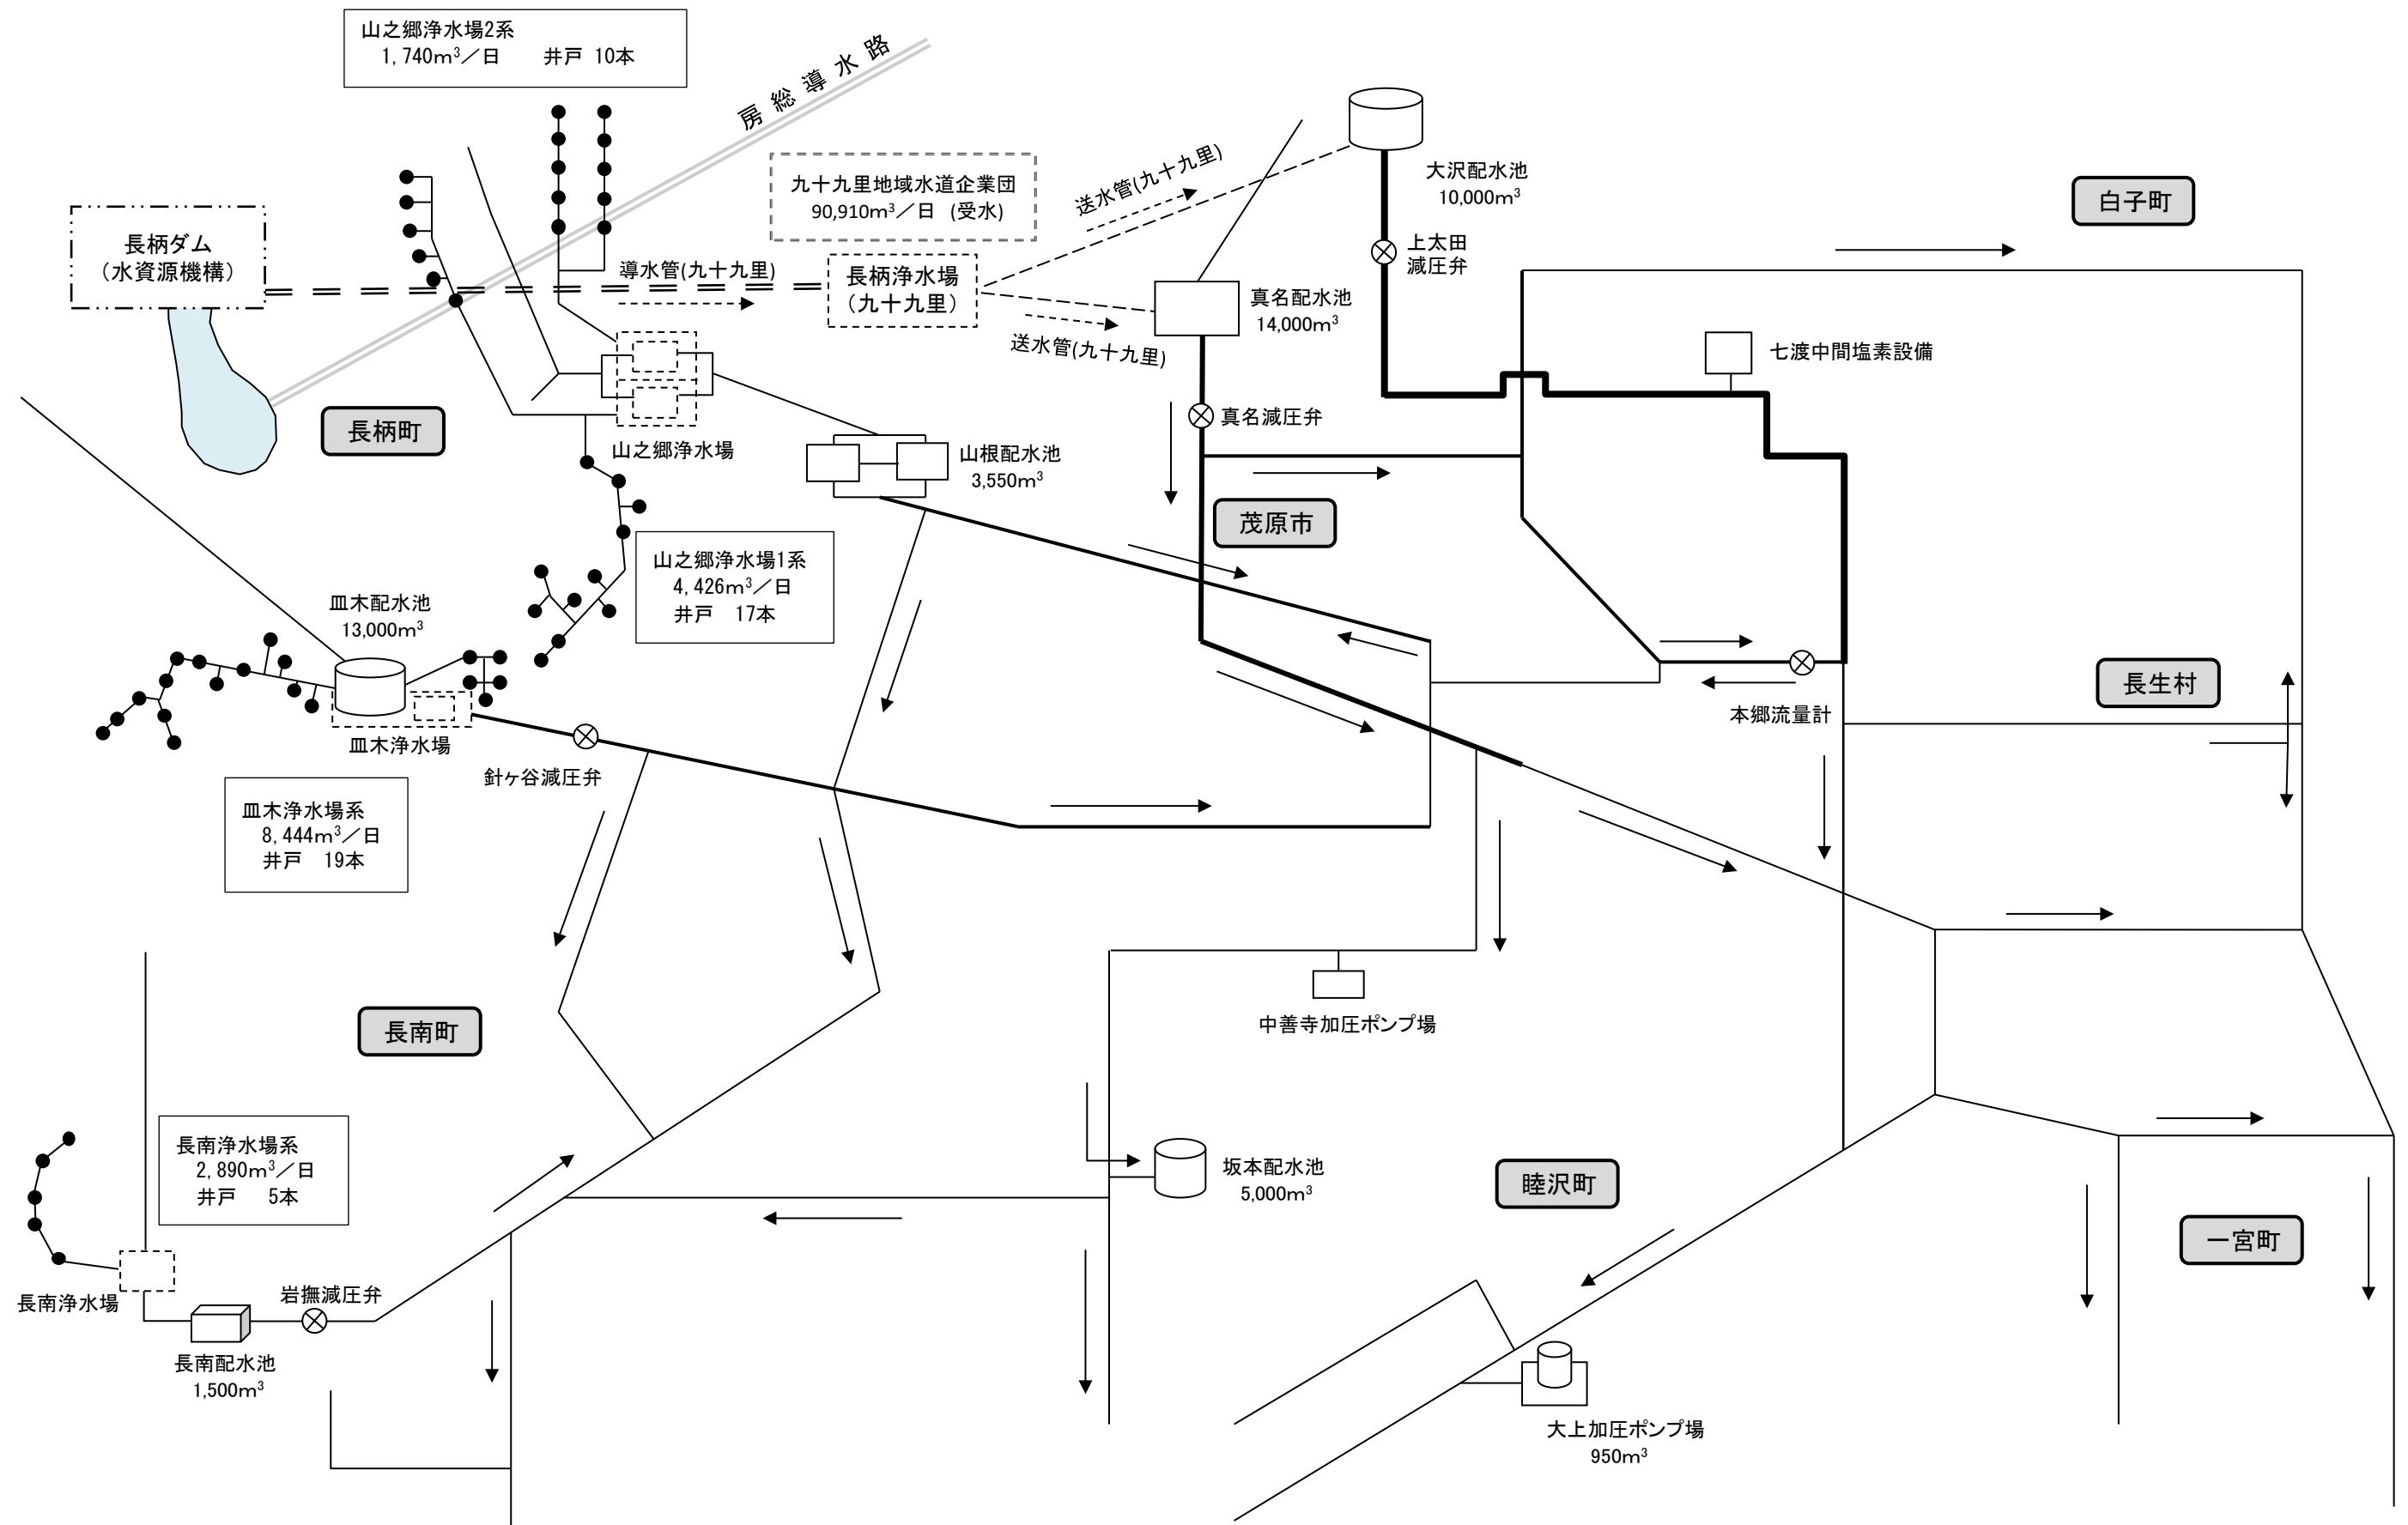 山之郷浄水場2系
1,740m³／日　井戸 10本
房総導水路
九十九里地域水道企業団
90,910m³／日 (受水)
送水管(九十九里)
大沢配水池
10,000m³
白子町
長柄ダム
（水資源機構）
導水管(九十九里)
長柄浄水場
（九十九里）
上太田
減圧弁
真名配水池
14,000m³
送水管(九十九里)
七渡中間塩素設備
長柄町
山之郷浄水場
真名減圧弁
山根配水池
3,550m³
茂原市
山之郷浄水場1系
4,426m³／日
井戸　17本
皿木配水池
13,000m³
長生村
本郷流量計
皿木浄水場
針ヶ谷減圧弁
皿木浄水場系
8,444m³／日
井戸　19本
長南町
中善寺加圧ポンプ場
長南浄水場系
2,890m³／日
井戸　5本
坂本配水池
5,000m³
睦沢町
一宮町
長南浄水場
岩撫減圧弁
長南配水池
1,500m³
大上加圧ポンプ場
950m³